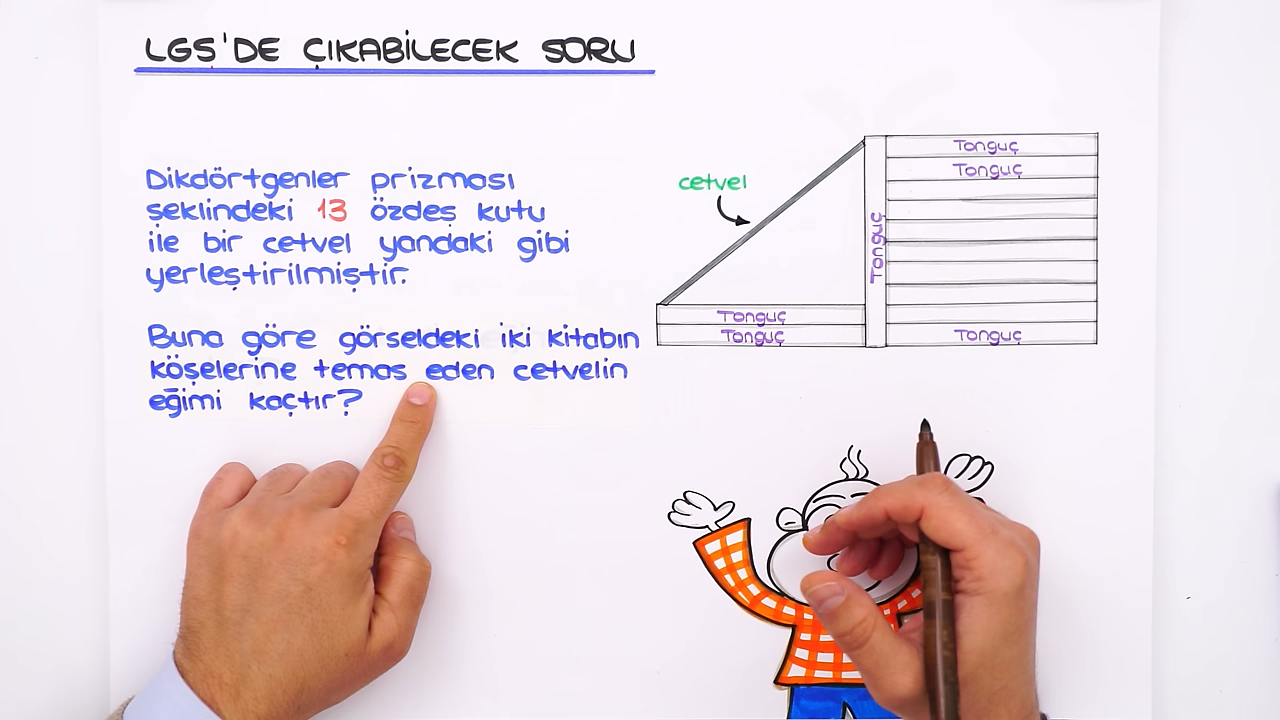 LGS'DE ÇIKABİLECEK SORU
Dikdörtgenler prizması
şeklindeki 13 özdeş kutu
ile bir cetvel yandaki gibi
yerleştirilmiştir.
Buna göre görseldeki iki kitabın
köşelerine temas eden cetvelin
eğimi kaçtır?
cetvel
Tonguç
Tonguç
Tonguç
Tonguç
Tonguç
Tonguç